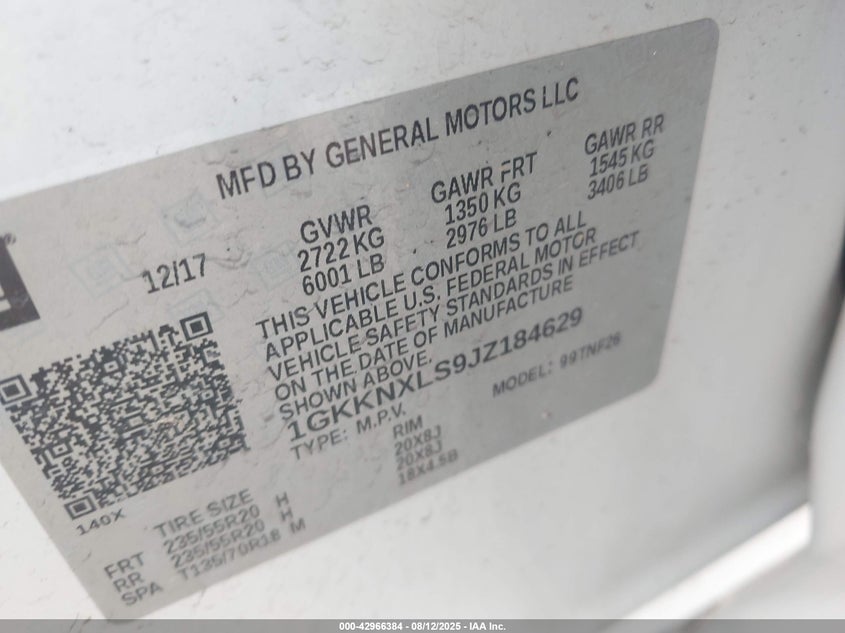 MFD BY GENERAL MOTORS LLC
12/17
GVWR
2722 KG
6001 LB
GAWR FRT
1350 KG
2976 LB
GAWR RR
1545 KG
3406 LB
THIS VEHICLE CONFORMS TO ALL
APPLICABLE U.S. FEDERAL MOTOR
VEHICLE SAFETY STANDARDS IN EFFECT
ON THE DATE OF MANUFACTURE
SHOWN ABOVE.
1GKKNXLS9JZ184629
TYPE: M.P.V.
MODEL: 99TNF26
140X
TIRE SIZE
RIM
FRT 235/55R20 H 20X8J
RR 235/55R20 H 20X8J
SPA T135/70R18 M 18X4.5B
000-42966384 - 08/12/2025 - IAA Inc.